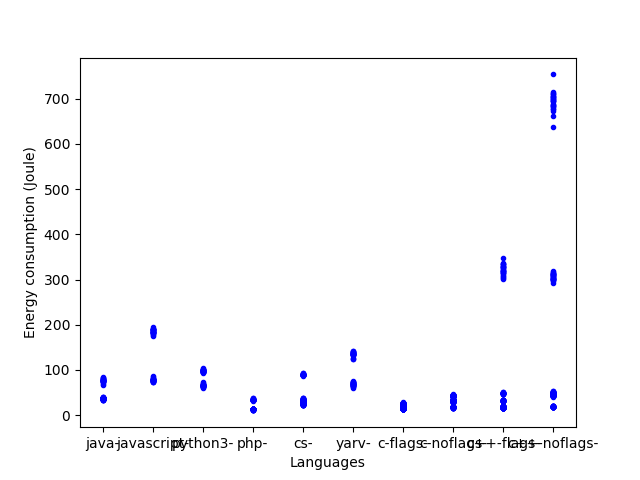 700
600
500
400
300
200
100
0
Energy consumption (Joule)
java- javascript- python3- php- cs- yarv- c-flags- c-noflags- c++-flags- c++-noflags-
Languages